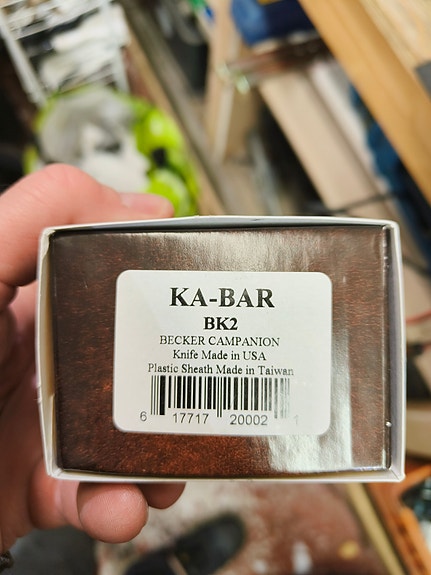 KA-BAR
BK2
BECKER CAMPANION
Knife Made in USA
Plastic Sheath Made in Taiwan
6 17717 20002 1